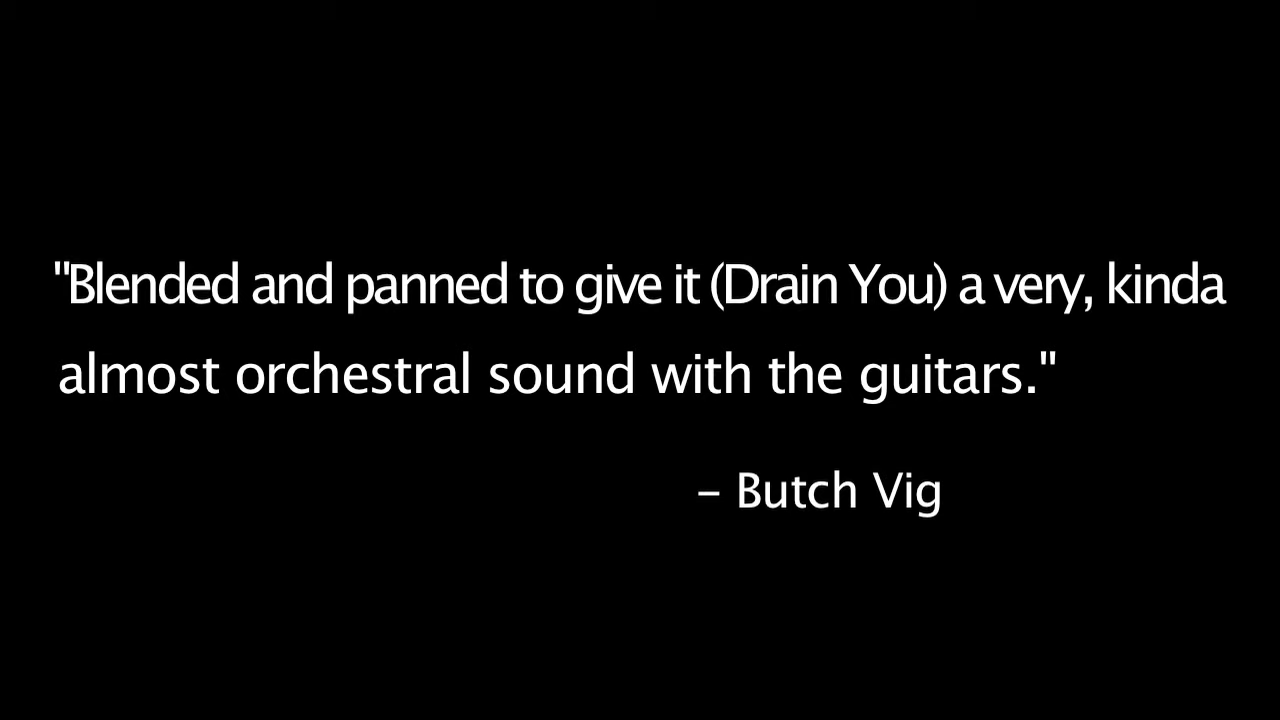 "Blended and panned to give it (Drain You) a very, kinda
almost orchestral sound with the guitars."
– Butch Vig